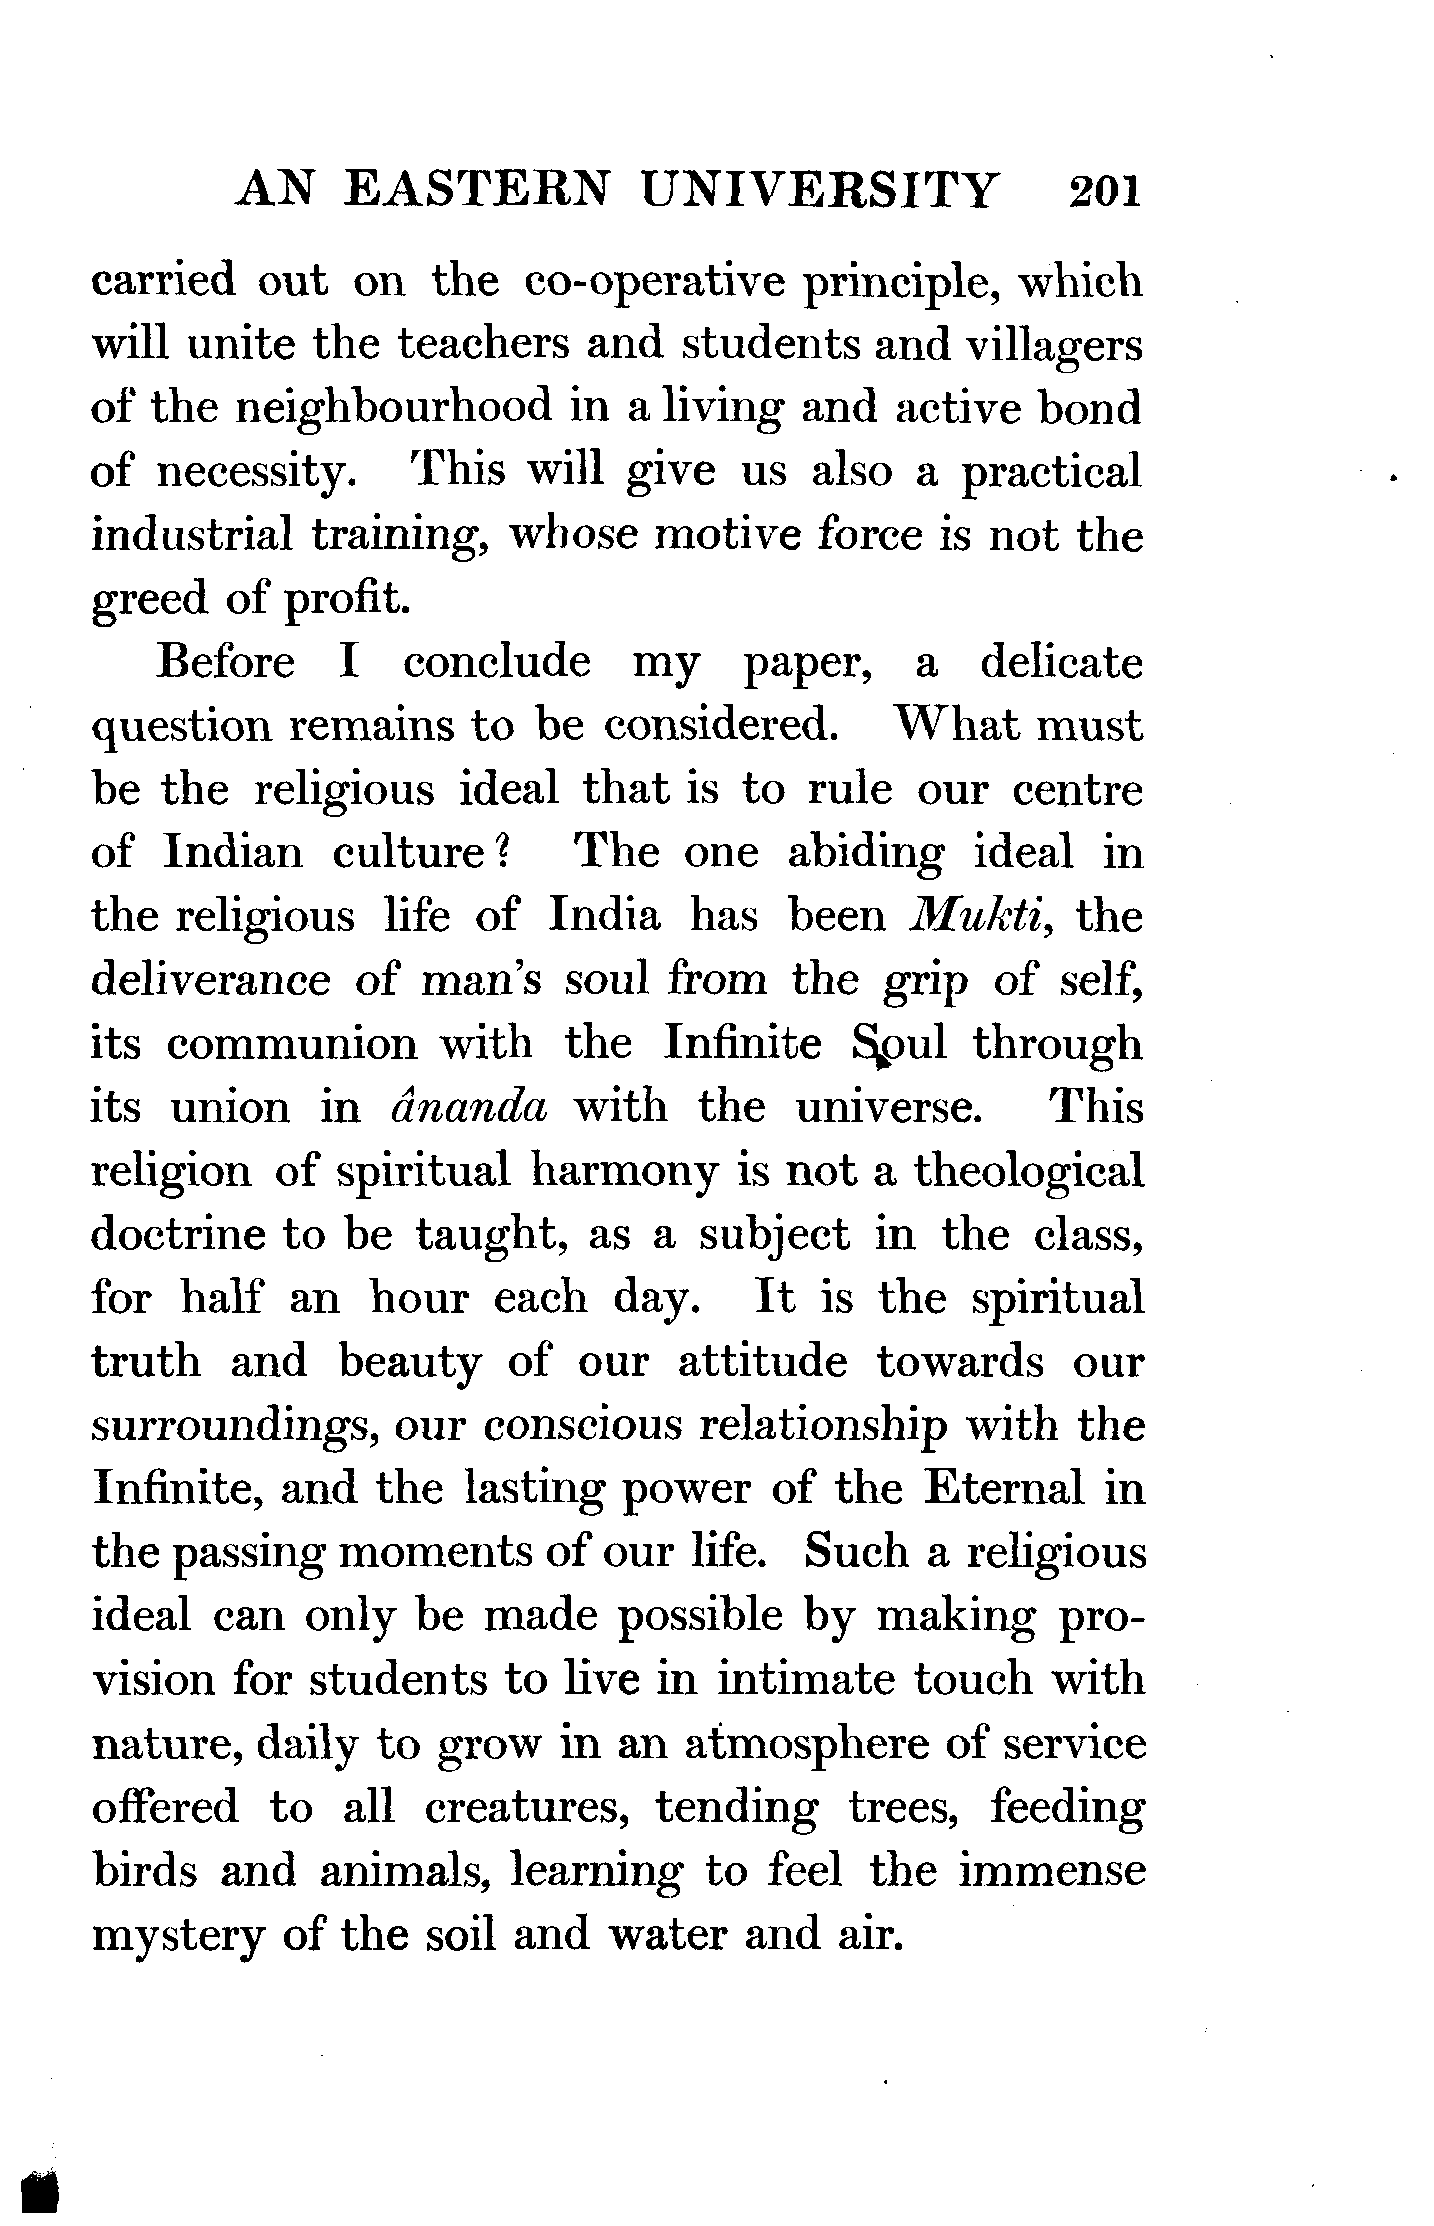 AN EASTERN UNIVERSITY 201
carried out on the co-operative principle, which
will unite the teachers and students and villagers
of the neighbourhood in a living and active bond
of necessity. This will give us also a practical
industrial training, whose motive force is not the
greed of profit.
Before I conclude my paper, a delicate
question remains to be considered. What must
be the religious ideal that is to rule our centre
of Indian culture? The one abiding ideal in
the religious life of India has been Mukti, the
deliverance of man's soul from the grip of self,
its communion with the Infinite Soul through
its union in ânanda with the universe. This
religion of spiritual harmony is not a theological
doctrine to be taught, as a subject in the class,
for half an hour each day. It is the spiritual
truth and beauty of our attitude towards our
surroundings, our conscious relationship with the
Infinite, and the lasting power of the Eternal in
the passing moments of our life. Such a religious
ideal can only be made possible by making pro-
vision for students to live in intimate touch with
nature, daily to grow in an atmosphere of service
offered to all creatures, tending trees, feeding
birds and animals, learning to feel the immense
mystery of the soil and water and air.